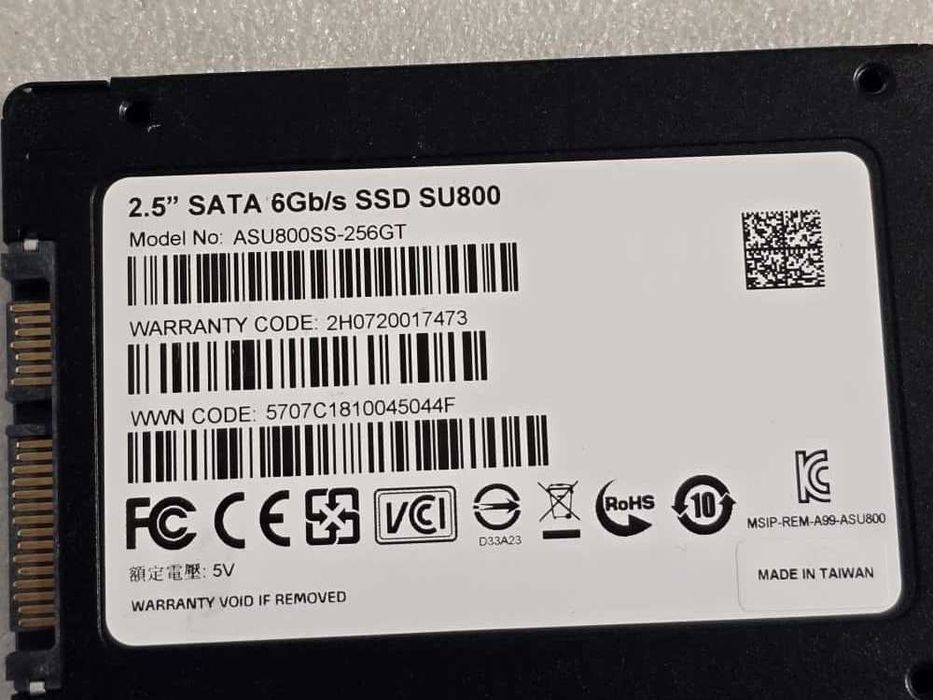 2.5” SATA 6Gb/s SSD SU800
Model No: ASU800SS-256GT
WARRANTY CODE: 2H0720017473
WWN CODE: 5707C1810045044F
FC CE VCI RoHS 10
D33A23
MSIP-REM-A99-ASU800
額定電壓: 5V
MADE IN TAIWAN
WARRANTY VOID IF REMOVED